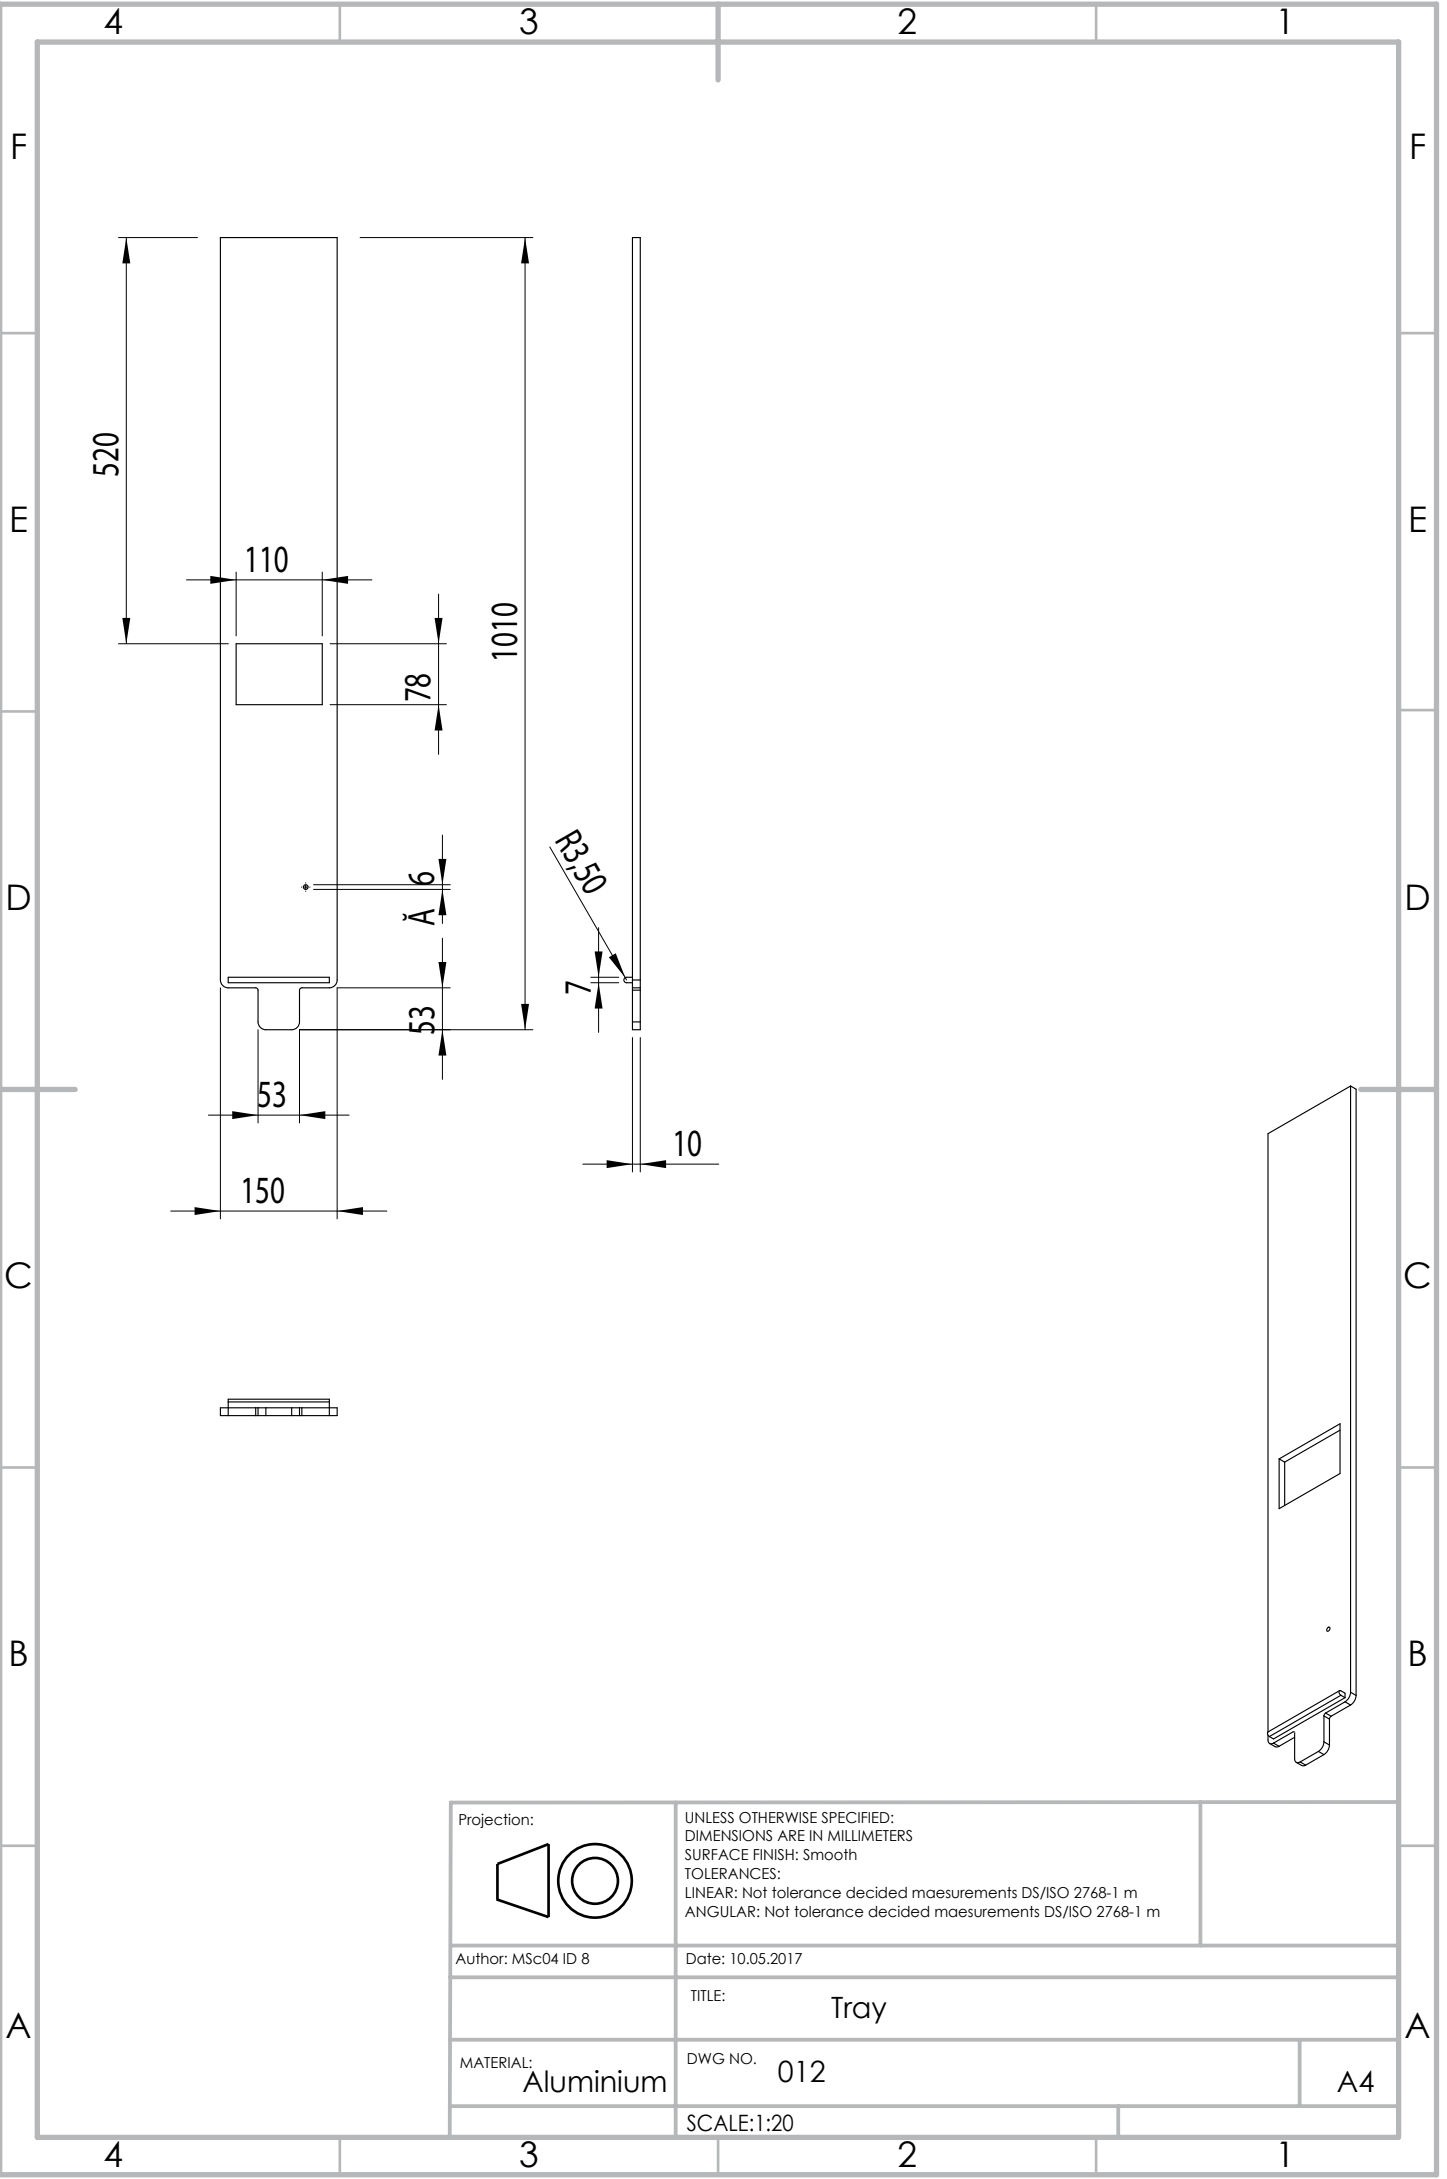 4 3 2 1
F F
520
110
1010
78
E E
R3,50
6
Ă
D D
7
53
53
10
150
C C
B B
Projection:
UNLESS OTHERWISE SPECIFIED:
DIMENSIONS ARE IN MILLIMETERS
SURFACE FINISH: Smooth
TOLERANCES:
LINEAR: Not tolerance decided maesurements DS/ISO 2768-1 m
ANGULAR: Not tolerance decided maesurements DS/ISO 2768-1 m
Author: MSc04 ID 8
Date: 10.05.2017
TITLE: Tray
A A
MATERIAL: Aluminium
DWG NO. 012
A4
SCALE:1:20
4 3 2 1